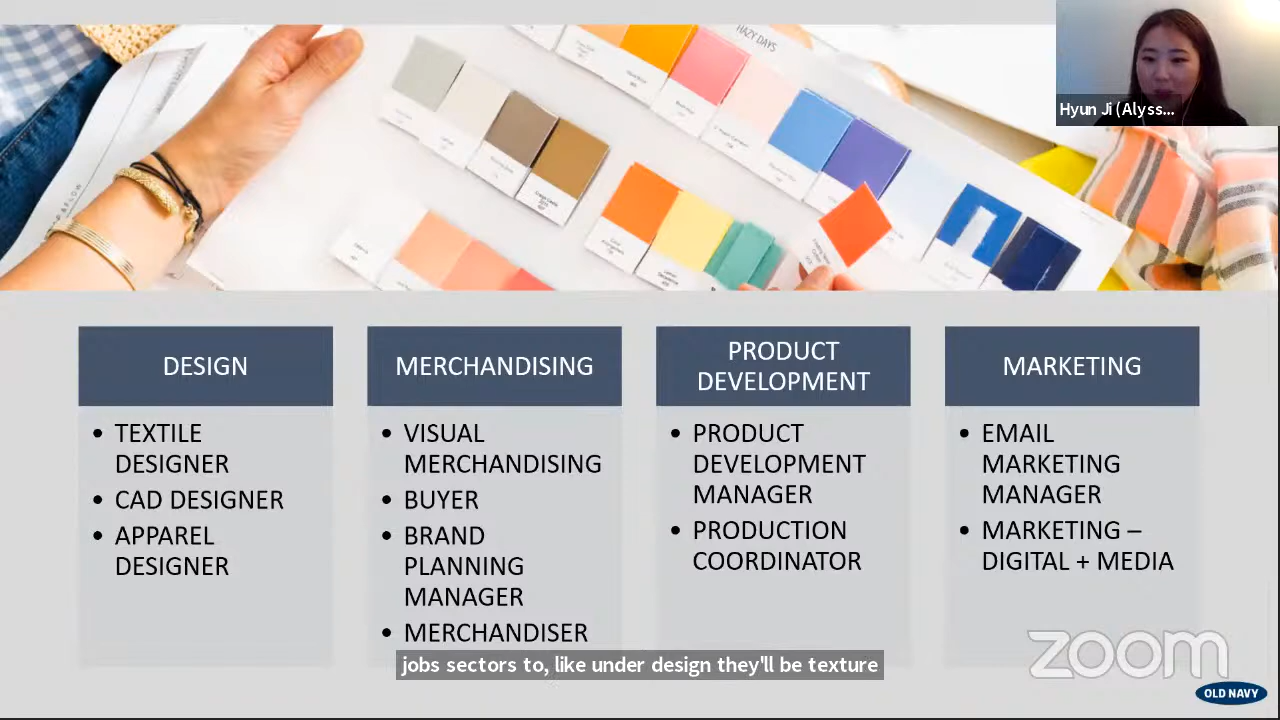 HAZY DAYS
Hyun Ji (Alyss...
DESIGN
• TEXTILE
DESIGNER
• CAD DESIGNER
• APPAREL
DESIGNER
MERCHANDISING
• VISUAL
MERCHANDISING
• BUYER
• BRAND
PLANNING
MANAGER
• MERCHANDISER
PRODUCT
DEVELOPMENT
• PRODUCT
DEVELOPMENT
MANAGER
• PRODUCTION
COORDINATOR
MARKETING
• EMAIL
MARKETING
MANAGER
• MARKETING –
DIGITAL + MEDIA
jobs sectors to, like under design they'll be texture
zoom
OLD NAVY